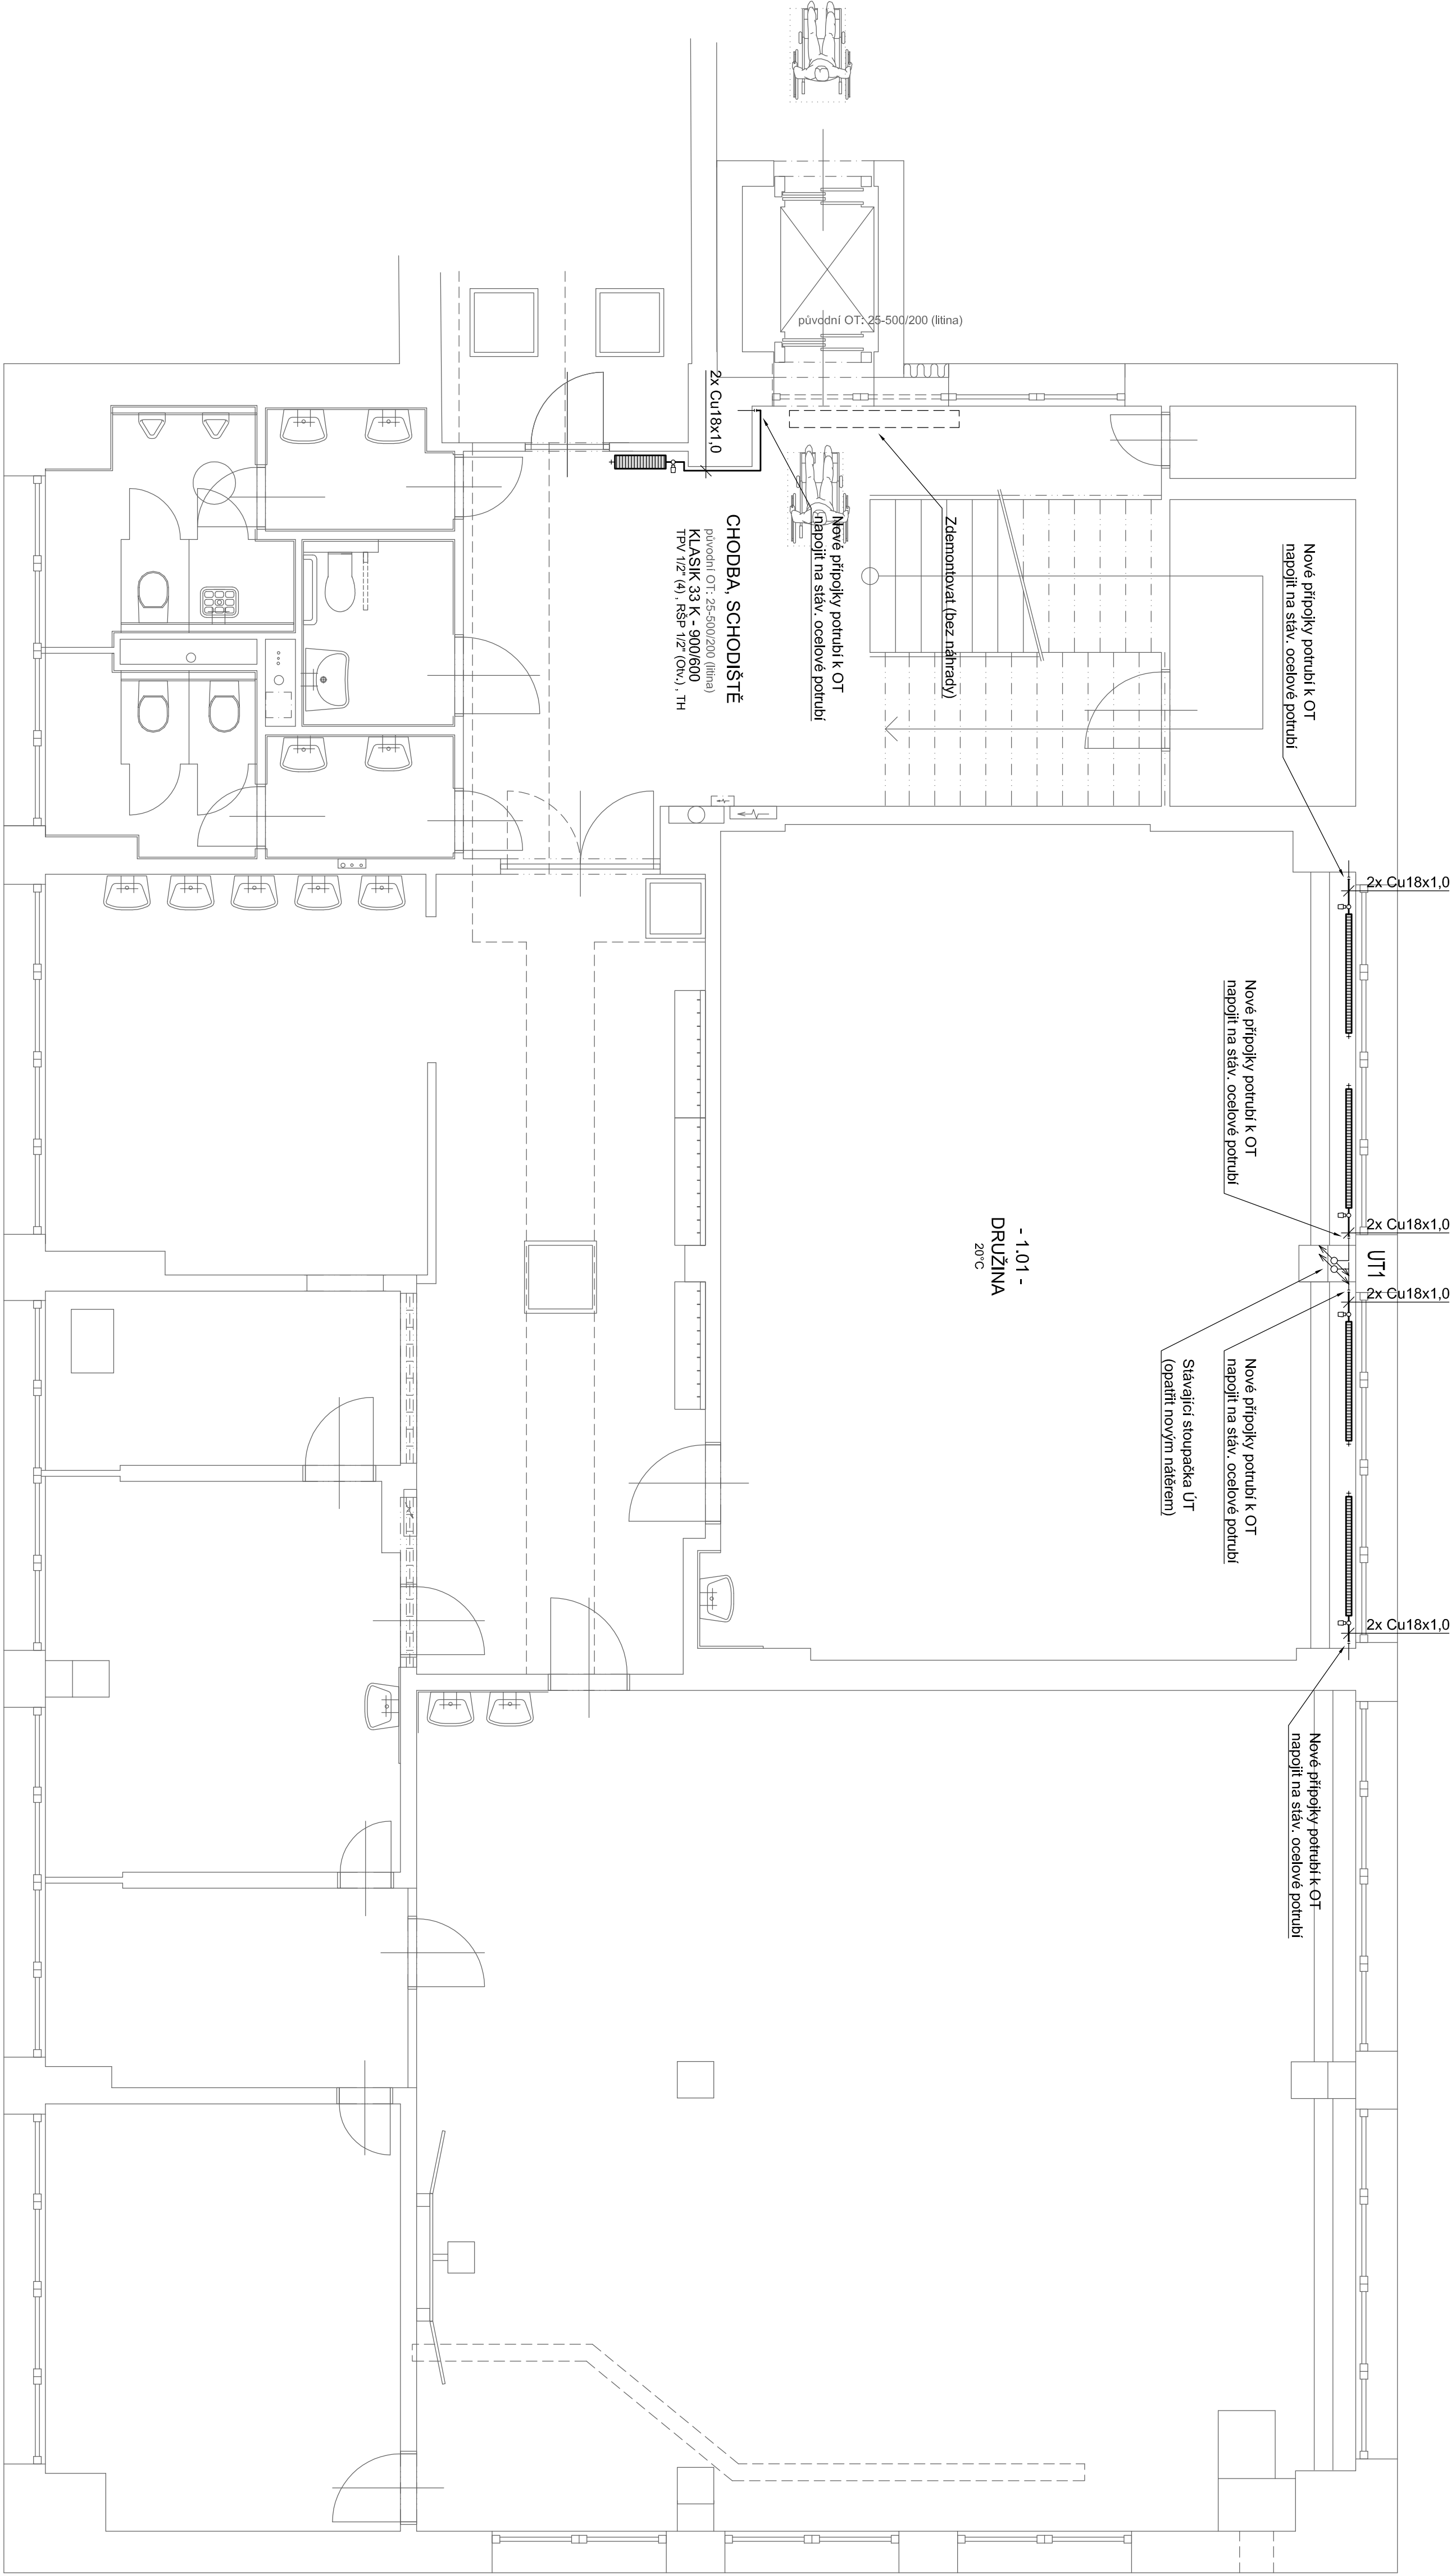 původní OT: 25-500/200 (litina)
2x Cu18x1,0
CHODBA, SCHODIŠTĚ
původní OT: 25-500/200 (litina)
KLASIK 33 K - 900/600
TPV 1/2" (4) , RŠP 1/2" (Otv.) , TH
Nové přípojky potrubí k OT
napojit na stáv. ocelové potrubí
Zdemontovat (bez náhrady)
Nové přípojky potrubí k OT
napojit na stáv. ocelové potrubí
2x Cu18x1,0
Nové přípojky potrubí k OT
napojit na stáv. ocelové potrubí
2x Cu18x1,0
UT1
2x Cu18x1,0
- 1.01 -
DRUŽINA
20°C
Nové přípojky potrubí k OT
napojit na stáv. ocelové potrubí
Stávající stoupačka ÚT
(opatřit novým nátěrem)
2x Cu18x1,0
Nové přípojky potrubí k OT
napojit na stáv. ocelové potrubí